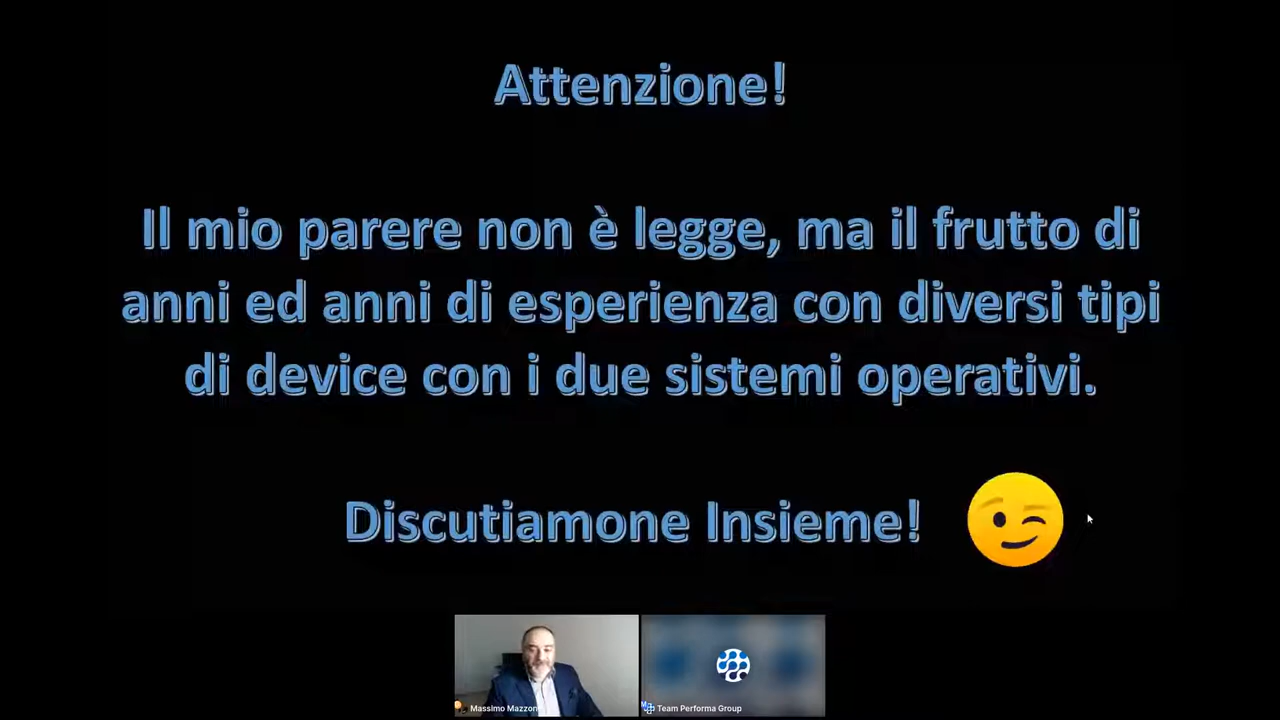 Attenzione!
Il mio parere non è legge, ma il frutto di
anni ed anni di esperienza con diversi tipi
di device con i due sistemi operativi.
Discutiamone Insieme!
Massimo Mazzon
Team Performa Group